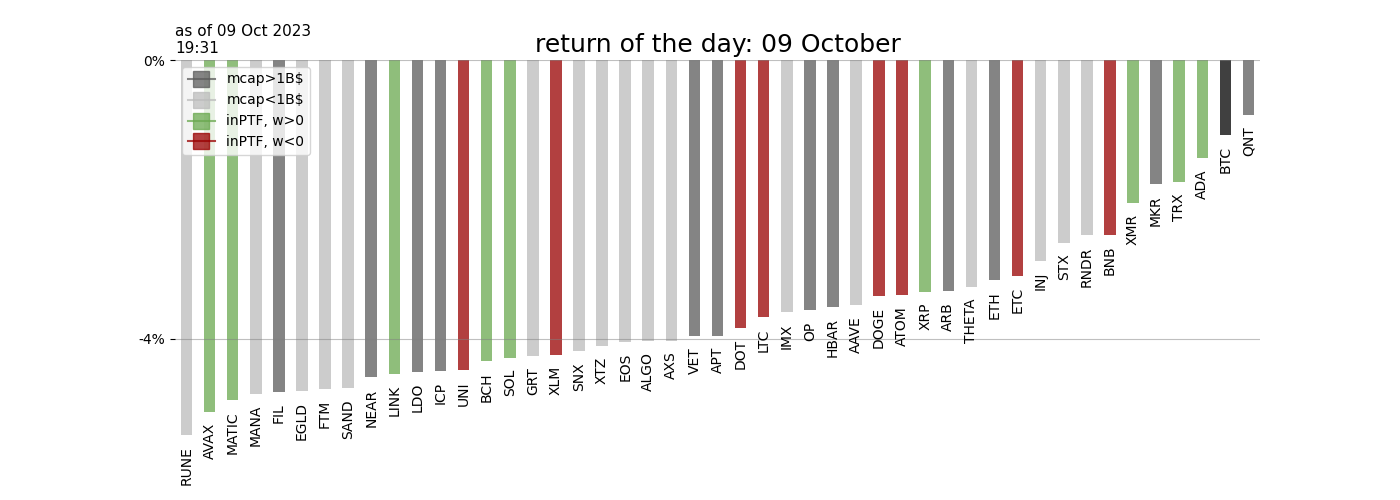 as of 09 Oct 2023
19:31
return of the day: 09 October
0%
-4%
mcap>1B$
mcap<1B$
inPTF, w>0
inPTF, w<0
RUNE
AVAX
MATIC
MANA
FIL
EGLD
FTM
SAND
NEAR
LINK
LDO
ICP
UNI
BCH
SOL
GRT
XLM
SNX
XTZ
EOS
ALGO
AXS
VET
APT
DOT
LTC
IMX
OP
HBAR
AAVE
DOGE
ATOM
XRP
ARB
THETA
ETH
ETC
INJ
STX
RNDR
BNB
XMR
MKR
TRX
ADA
BTC
QNT